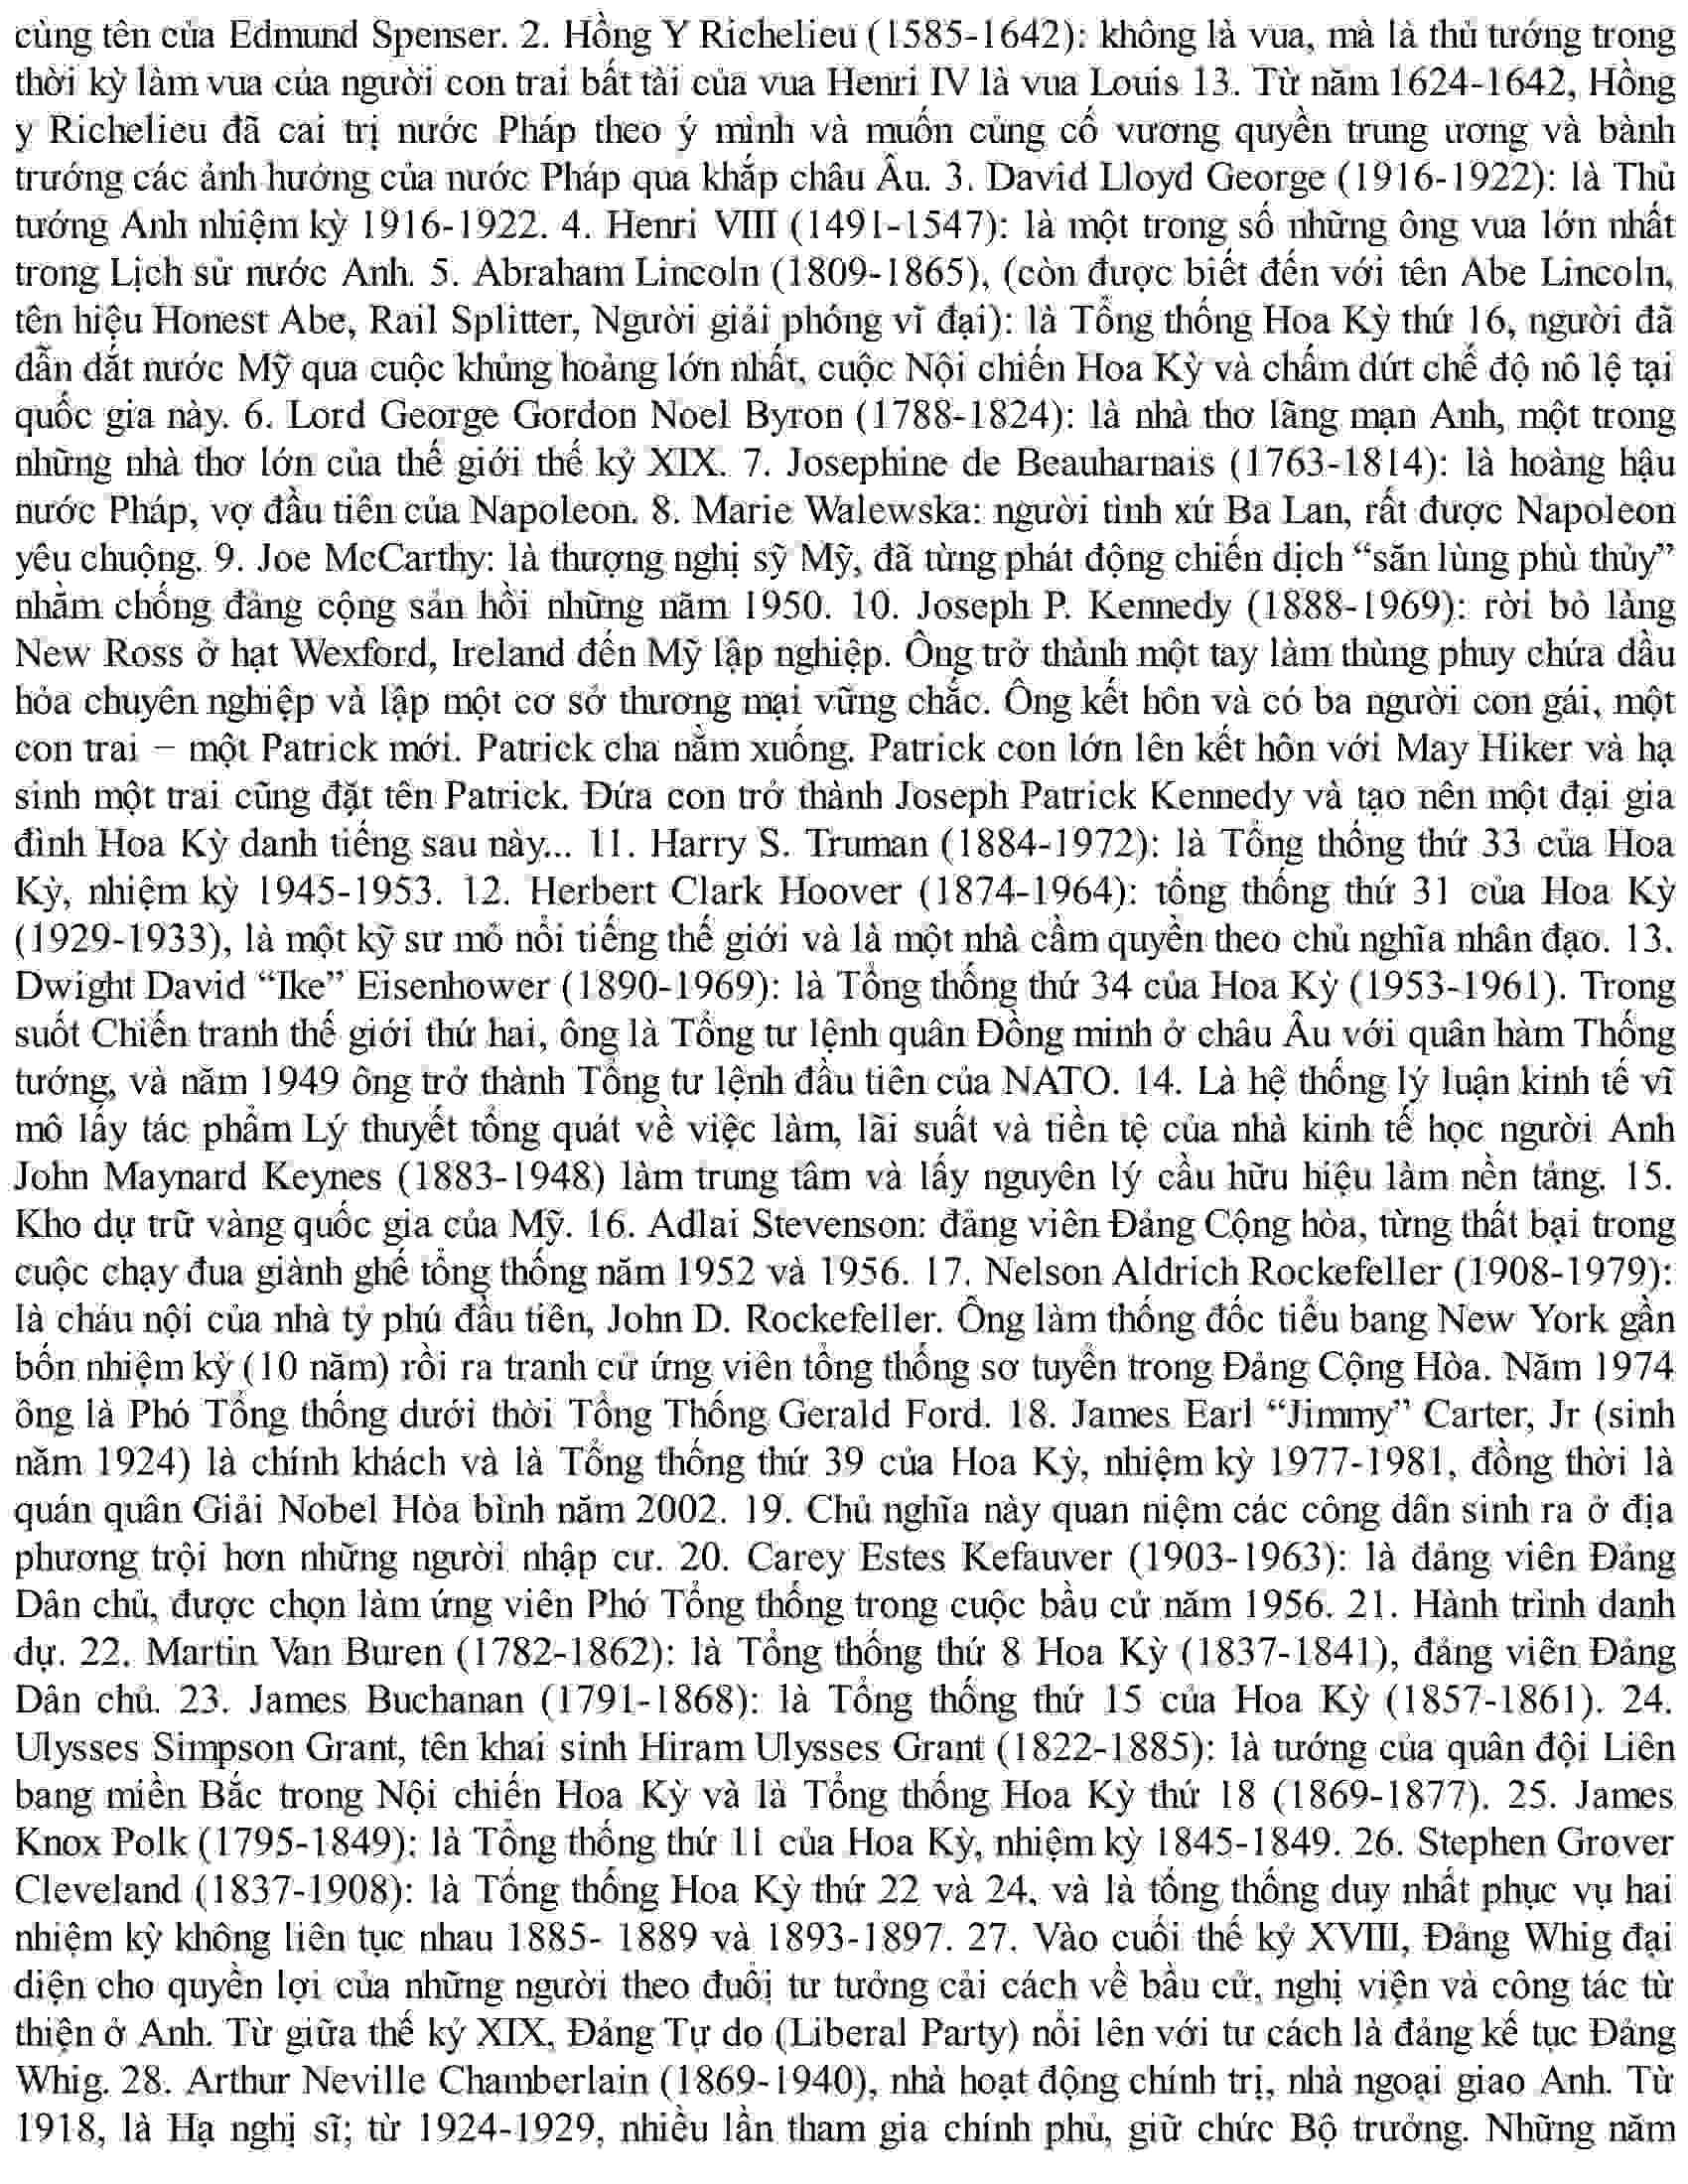 cùng tên của Edmund Spenser. 2. Hồng Y Richelieu (1585-1642): không là vua, mà là thủ tướng trong
thời kỳ làm vua của người con trai bất tài của vua Henri IV là vua Louis 13. Từ năm 1624-1642, Hồng
y Richelieu đã cai trị nước Pháp theo ý mình và muốn củng cố vương quyền trung ương và bành
trướng các ảnh hưởng của nước Pháp qua khắp châu Âu. 3. David Lloyd George (1916-1922): là Thủ
tướng Anh nhiệm kỳ 1916-1922. 4. Henri VIII (1491-1547): là một trong số những ông vua lớn nhất
trong Lịch sử nước Anh. 5. Abraham Lincoln (1809-1865), (còn được biết đến với tên Abe Lincoln,
tên hiệu Honest Abe, Rail Splitter, Người giải phóng vĩ đại): là Tổng thống Hoa Kỳ thứ 16, người đã
dẫn dắt nước Mỹ qua cuộc khủng hoảng lớn nhất, cuộc Nội chiến Hoa Kỳ và chấm dứt chế độ nô lệ tại
quốc gia này. 6. Lord George Gordon Noel Byron (1788-1824): là nhà thơ lãng mạn Anh, một trong
những nhà thơ lớn của thế giới thế kỷ XIX. 7. Josephine de Beauharnais (1763-1814): là hoàng hậu
nước Pháp, vợ đầu tiên của Napoleon. 8. Marie Walewska: người tình xứ Ba Lan, rất được Napoleon
yêu chuộng. 9. Joe McCarthy: là thượng nghị sỹ Mỹ, đã từng phát động chiến dịch “săn lùng phù thủy”
nhằm chống đảng cộng sản hồi những năm 1950. 10. Joseph P. Kennedy (1888-1969): rời bỏ làng
New Ross ở hạt Wexford, Ireland đến Mỹ lập nghiệp. Ông trở thành một tay làm thùng phuy chứa dầu
hỏa chuyên nghiệp và lập một cơ sở thương mại vững chắc. Ông kết hôn và có ba người con gái, một
con trai – một Patrick mới. Patrick cha nằm xuống. Patrick con lớn lên kết hôn với May Hiker và hạ
sinh một trai cũng đặt tên Patrick. Đứa con trở thành Joseph Patrick Kennedy và tạo nên một đại gia
đình Hoa Kỳ danh tiếng sau này... 11. Harry S. Truman (1884-1972): là Tổng thống thứ 33 của Hoa
Kỳ, nhiệm kỳ 1945-1953. 12. Herbert Clark Hoover (1874-1964): tổng thống thứ 31 của Hoa Kỳ
(1929-1933), là một kỹ sư mỏ nổi tiếng thế giới và là một nhà cầm quyền theo chủ nghĩa nhân đạo. 13.
Dwight David “Ike” Eisenhower (1890-1969): là Tổng thống thứ 34 của Hoa Kỳ (1953-1961). Trong
suốt Chiến tranh thế giới thứ hai, ông là Tổng tư lệnh quân Đồng minh ở châu Âu với quân hàm Thống
tướng, và năm 1949 ông trở thành Tổng tư lệnh đầu tiên của NATO. 14. Là hệ thống lý luận kinh tế vĩ
mô lấy tác phẩm Lý thuyết tổng quát về việc làm, lãi suất và tiền tệ của nhà kinh tế học người Anh
John Maynard Keynes (1883-1948) làm trung tâm và lấy nguyên lý cầu hữu hiệu làm nền tảng. 15.
Kho dự trữ vàng quốc gia của Mỹ. 16. Adlai Stevenson: đảng viên Đảng Cộng hòa, từng thất bại trong
cuộc chạy đua giành ghế tổng thống năm 1952 và 1956. 17. Nelson Aldrich Rockefeller (1908-1979):
là cháu nội của nhà tỷ phú đầu tiên, John D. Rockefeller. Ông làm thống đốc tiểu bang New York gần
bốn nhiệm kỳ (10 năm) rồi ra tranh cử ứng viên tổng thống sơ tuyển trong Đảng Cộng Hòa. Năm 1974
ông là Phó Tổng thống dưới thời Tổng Thống Gerald Ford. 18. James Earl “Jimmy” Carter, Jr (sinh
năm 1924) là chính khách và là Tổng thống thứ 39 của Hoa Kỳ, nhiệm kỳ 1977-1981, đồng thời là
quán quân Giải Nobel Hòa bình năm 2002. 19. Chủ nghĩa này quan niệm các công dân sinh ra ở địa
phương trội hơn những người nhập cư. 20. Carey Estes Kefauver (1903-1963): là đảng viên Đảng
Dân chủ, được chọn làm ứng viên Phó Tổng thống trong cuộc bầu cử năm 1956. 21. Hành trình danh
dự. 22. Martin Van Buren (1782-1862): là Tổng thống thứ 8 Hoa Kỳ (1837-1841), đảng viên Đảng
Dân chủ. 23. James Buchanan (1791-1868): là Tổng thống thứ 15 của Hoa Kỳ (1857-1861). 24.
Ulysses Simpson Grant, tên khai sinh Hiram Ulysses Grant (1822-1885): là tướng của quân đội Liên
bang miền Bắc trong Nội chiến Hoa Kỳ và là Tổng thống Hoa Kỳ thứ 18 (1869-1877). 25. James
Knox Polk (1795-1849): là Tổng thống thứ 11 của Hoa Kỳ, nhiệm kỳ 1845-1849. 26. Stephen Grover
Cleveland (1837-1908): là Tổng thống Hoa Kỳ thứ 22 và 24, và là tổng thống duy nhất phục vụ hai
nhiệm kỳ không liên tục nhau 1885- 1889 và 1893-1897. 27. Vào cuối thế kỷ XVIII, Đảng Whig đại
diện cho quyền lợi của những người theo đuổi tư tưởng cải cách về bầu cử, nghị viện và công tác từ
thiện ở Anh. Từ giữa thế kỷ XIX, Đảng Tự do (Liberal Party) nổi lên với tư cách là đảng kế tục Đảng
Whig. 28. Arthur Neville Chamberlain (1869-1940), nhà hoạt động chính trị, nhà ngoại giao Anh. Từ
1918, là Hạ nghị sĩ; từ 1924-1929, nhiều lần tham gia chính phủ, giữ chức Bộ trưởng. Những năm